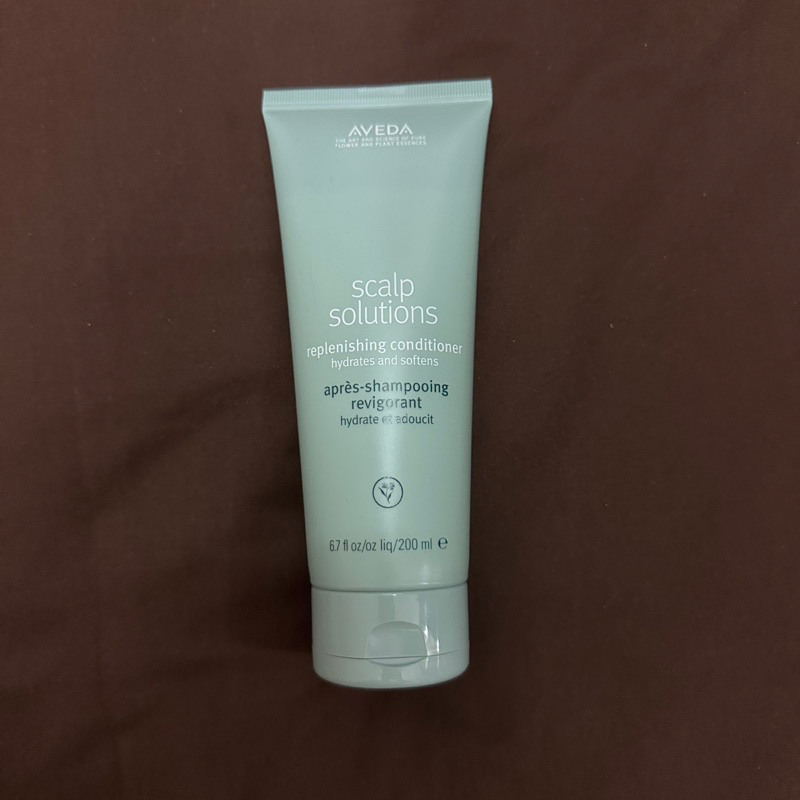 AVEDA
THE ART AND SCIENCE OF PURE
FLOWER AND PLANT ESSENCES
scalp
solutions
replenishing conditioner
hydrates and softens
après-shampooing
revigorant
hydrate et adoucit
6.7 fl oz/oz liq/200 ml ℮